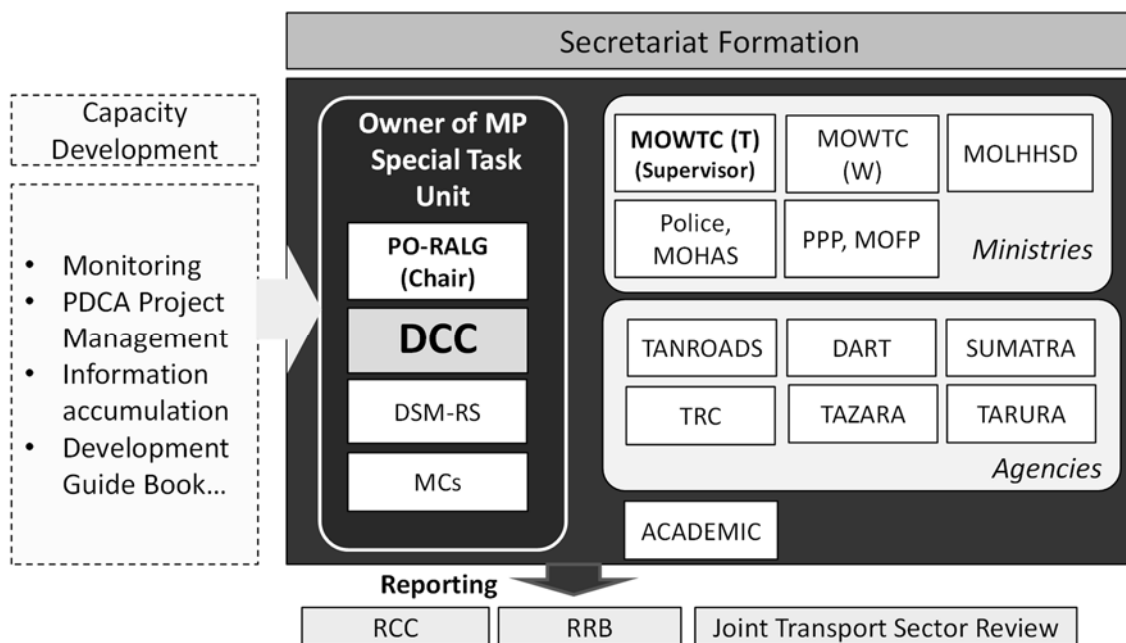 Secretariat Formation
Capacity
Development
• Monitoring
• PDCA Project
Management
• Information
accumulation
• Development
Guide Book…
Owner of MP
Special Task
Unit
PO-RALG
(Chair)
DCC
DSM-RS
MCs
MOWTC (T)
(Supervisor)
MOWTC
(W)
MOLHHSD
Police,
MOHAS
PPP, MOFP
Ministries
TANROADS
DART
SUMATRA
TRC
TAZARA
TARURA
Agencies
ACADEMIC
Reporting
RCC
RRB
Joint Transport Sector Review